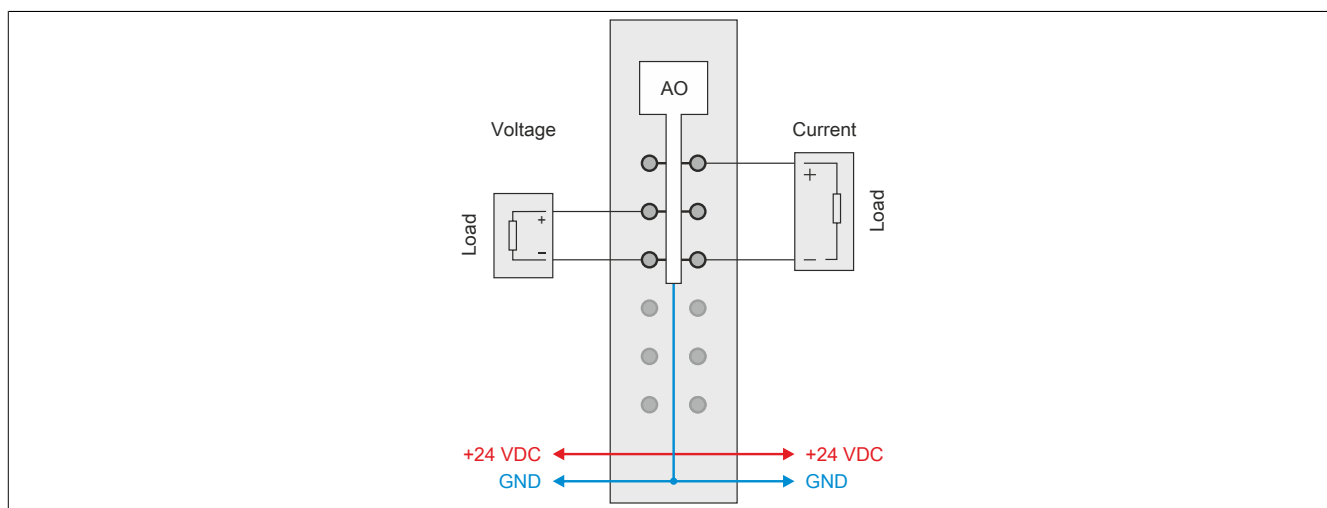 AO
Voltage
Current
+
Load
+
Load
−
−
+24 VDC
+24 VDC
GND
GND